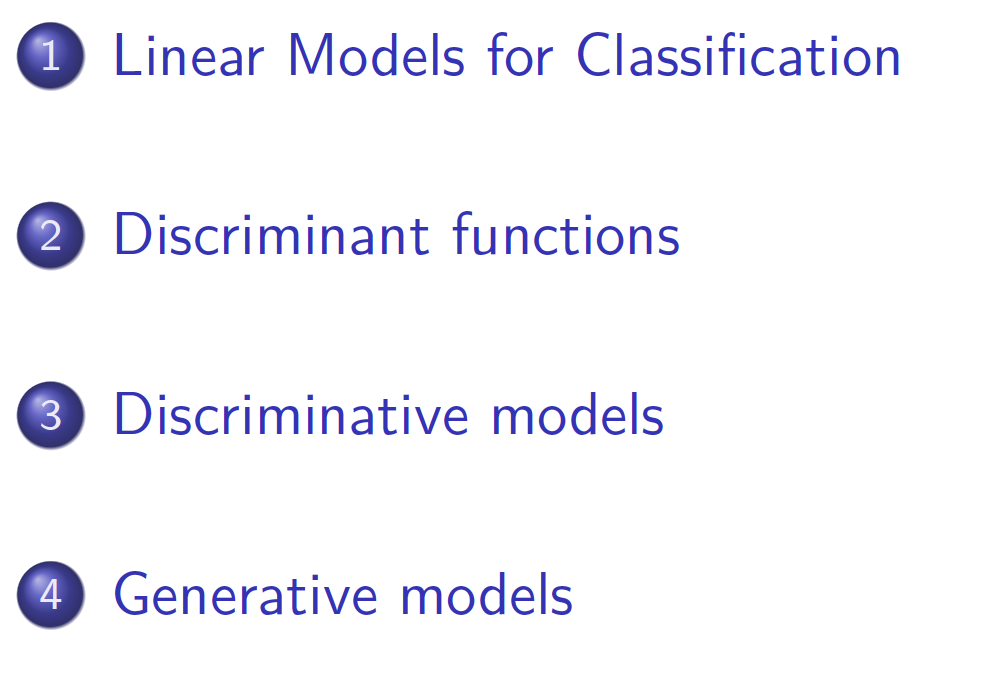 1 Linear Models for Classification
2 Discriminant functions
3 Discriminative models
4 Generative models